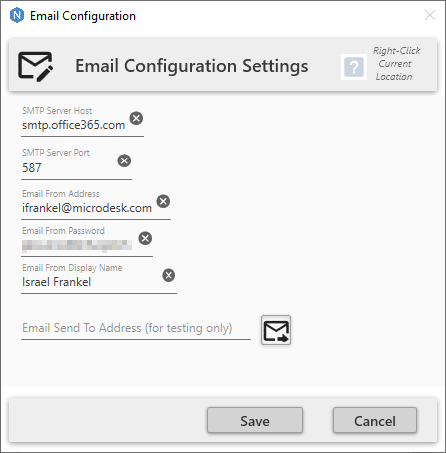 Email Configuration
Email Configuration Settings
?
Right-Click
Current
Location
SMTP Server Host
smtp.office365.com
SMTP Server Port
587
Email From Address
ifrankel@microdesk.com
Email From Password
Email From Display Name
Israel Frankel
Email Send To Address (for testing only)
Save
Cancel